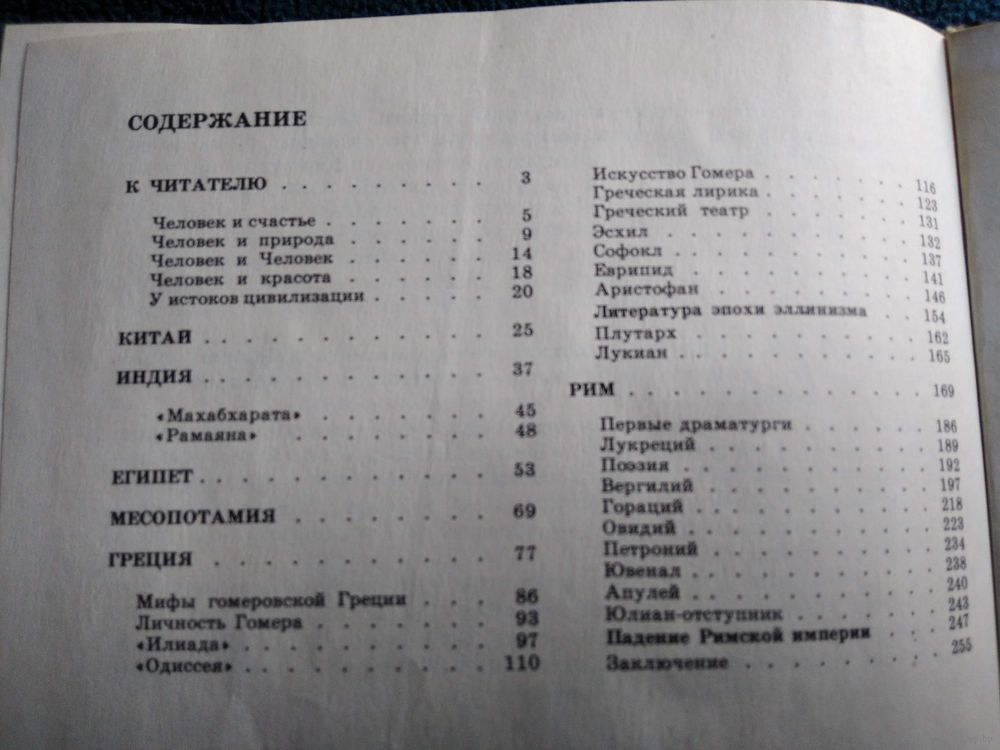 СОДЕРЖАНИЕ
К ЧИТАТЕЛЮ . . . . . . . . . 3
Человек и счастье . . . . . . . 5
Человек и природа . . . . . . . 9
Человек и Человек . . . . . . . 14
Человек и красота . . . . . . . 18
У истоков цивилизации . . . . . 20
КИТАЙ . . . . . . . . . . . 25
ИНДИЯ . . . . . . . . . . . 37
«Махабхарата» . . . . . . . 45
«Рамаяна» . . . . . . . . 48
ЕГИПЕТ . . . . . . . . . . . 53
МЕСОПОТАМИЯ . . . . . . . . 69
ГРЕЦИЯ . . . . . . . . . . . 77
Мифы гомеровской Греции . . . 86
Личность Гомера . . . . . . . 93
«Илиада» . . . . . . . . . 97
«Одиссея» . . . . . . . . . 110
Искусство Гомера . . . . . . . 116
Греческая лирика . . . . . . . 123
Греческий театр . . . . . . . 131
Эсхил . . . . . . . . . . 132
Софокл . . . . . . . . . . 137
Еврипид . . . . . . . . . 141
Аристофан . . . . . . . . 146
Литература эпохи эллинизма . . 154
Плутарх . . . . . . . . . 162
Лукиан . . . . . . . . . . 165
РИМ . . . . . . . . . . . . 169
Первые драматурги . . . . . . 186
Лукреций . . . . . . . . . 189
Поэзия . . . . . . . . . . 192
Вергилий . . . . . . . . . 197
Гораций . . . . . . . . . 218
Овидий . . . . . . . . . . 223
Петроний . . . . . . . . . 234
Ювенал . . . . . . . . . . 238
Апулей . . . . . . . . . . 240
Юлиан-отступник . . . . . . 243
Падение Римской империи . . . 247
Заключение . . . . . . . . 255